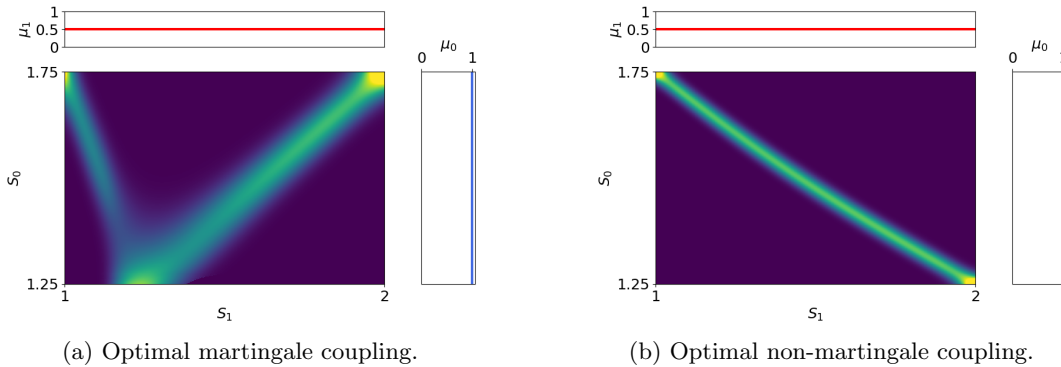 1
μ₁ 0.5
0
μ₀
0 1
1.75
S₀
1.25
1 2
S₁
(a) Optimal martingale coupling.
1
μ₁ 0.5
0
μ₀
0 1
1.75
S₀
1.25
1 2
S₁
(b) Optimal non-martingale coupling.